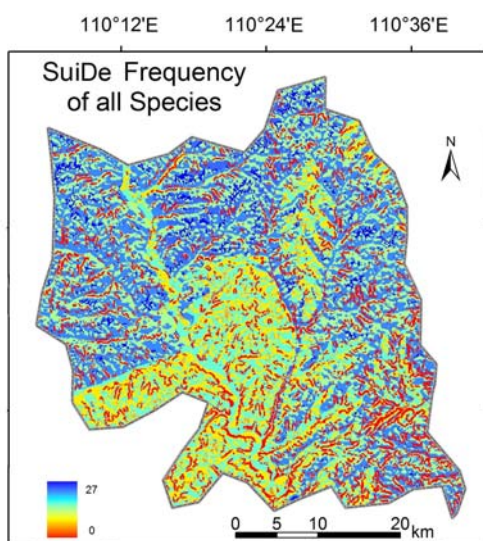 110°12'E 110°24'E 110°36'E
SuiDe Frequency
of all Species
N
27
0
0 5 10 20
km